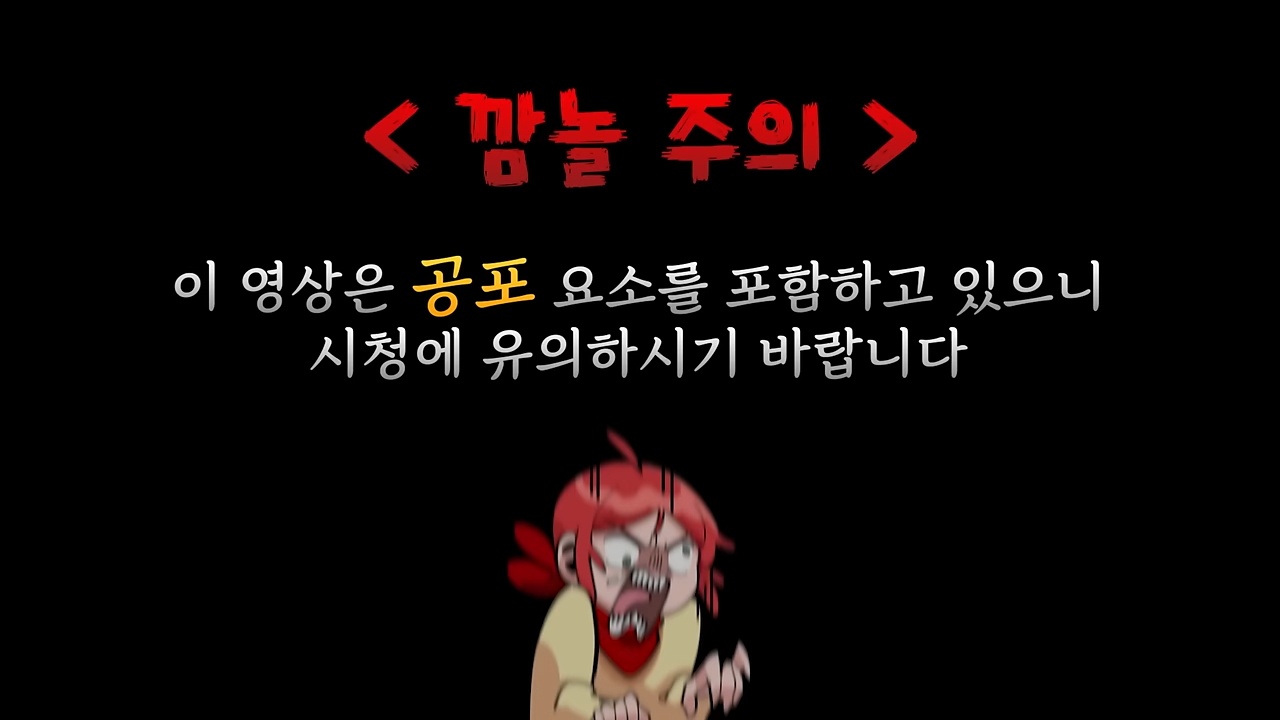 < 깜놀 주의 >
이 영상은 공포 요소를 포함하고 있으니
시청에 유의하시기 바랍니다